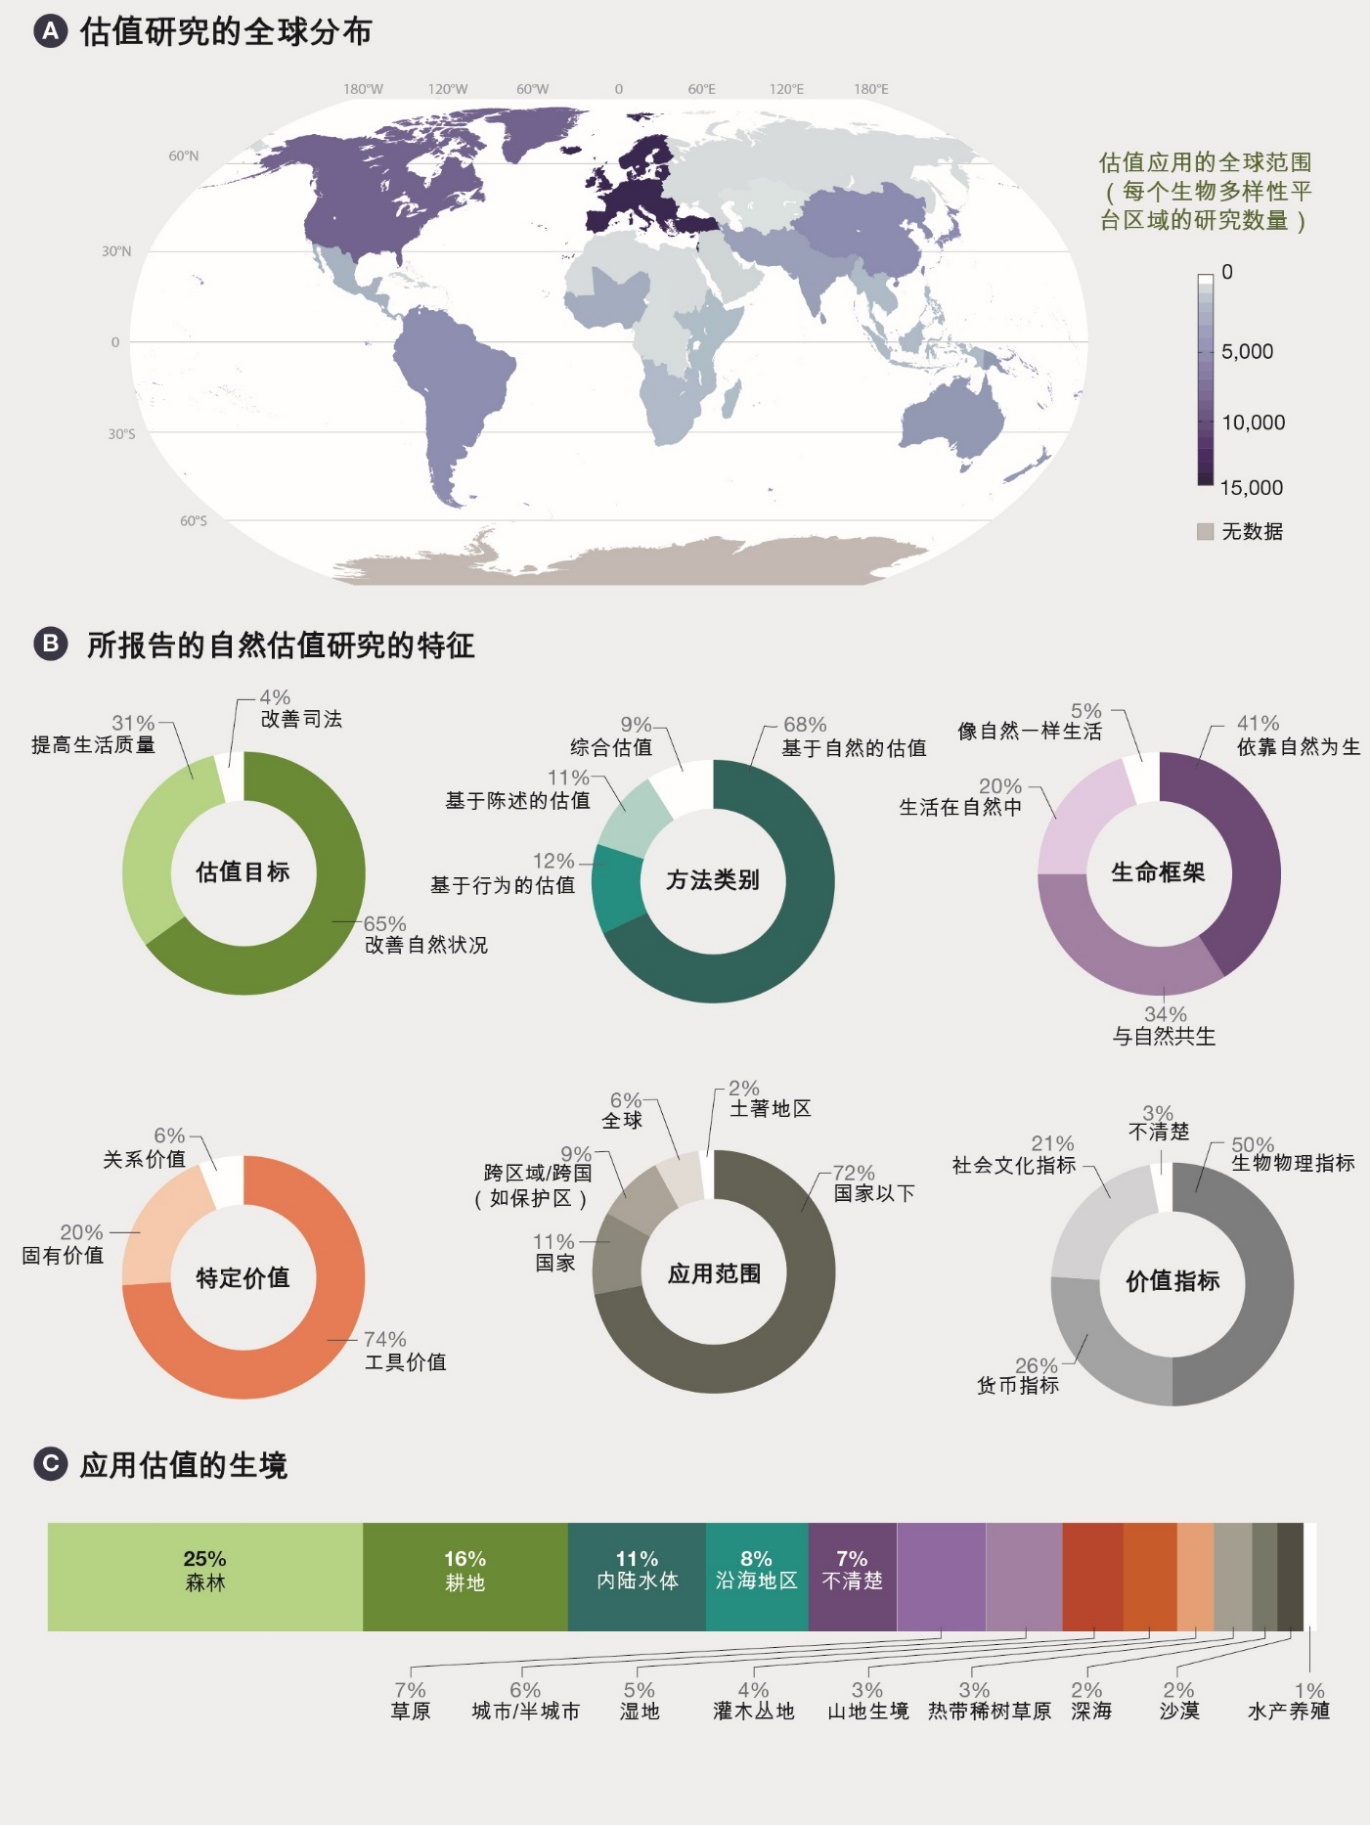 A 估值研究的全球分布
180°W 120°W 60°W 0 60°E 120°E 180°E
60°N
30°N
0
30°S
60°S
估值应用的全球范围
（每个生物多样性平
台区域的研究数量）
0
5,000
10,000
15,000
无数据
B 所报告的自然估值研究的特征
4%
改善司法
31%
提高生活质量
估值目标
65%
改善自然状况
9%
综合估值
68%
基于自然的估值
11%
基于陈述的估值
12%
基于行为的估值
方法类别
5%
像自然一样生活
41%
依靠自然为生
20%
生活在自然中
生命框架
34%
与自然共生
6%
关系价值
20%
固有价值
特定价值
74%
工具价值
2%
土著地区
6%
全球
9%
跨区域/跨国
（如保护区）
72%
国家以下
11%
国家
应用范围
3%
不清楚
21%
社会文化指标
50%
生物物理指标
价值指标
26%
货币指标
C 应用估值的生境
25% 16% 11% 8% 7%
森林 耕地 内陆水体 沿海地区 不清楚
7% 6% 5% 4% 3% 3% 2% 2% 1%
草原 城市/半城市 湿地 灌木丛地 山地生境 热带稀树草原 深海 沙漠 水产养殖